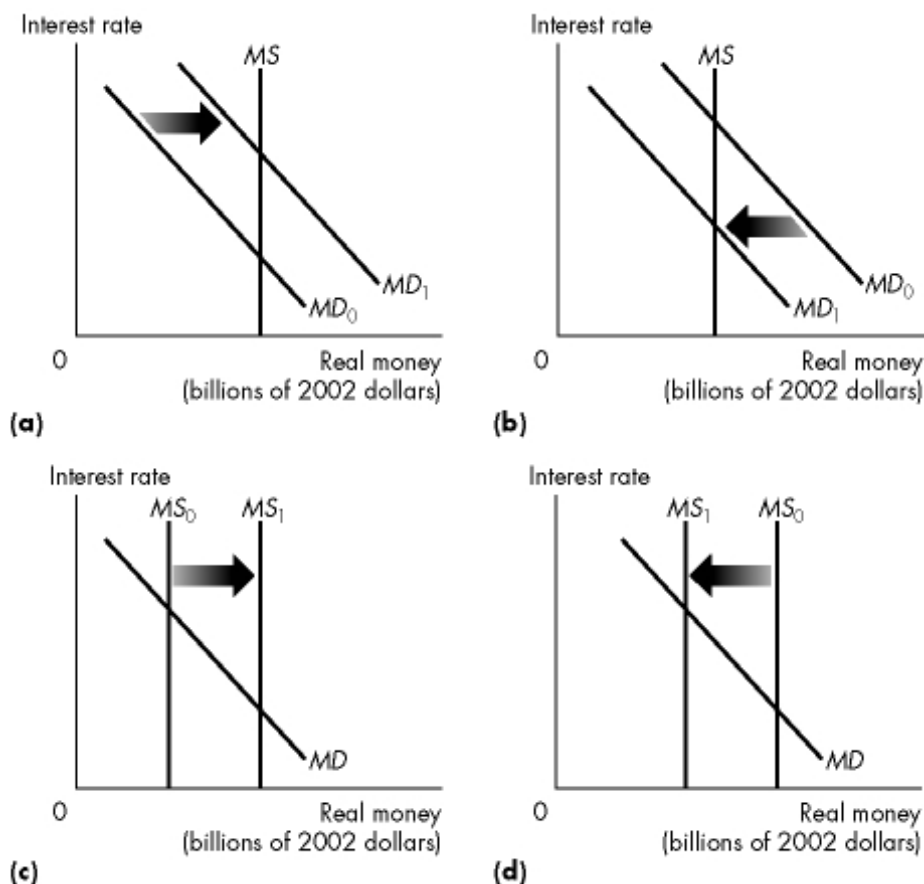 Interest rate
MS
MD₁
MD₀
0
Real money
(billions of 2002 dollars)
(a)
Interest rate
MS
MD₀
MD₁
0
Real money
(billions of 2002 dollars)
(b)
Interest rate
MS₀ MS₁
MD
0
Real money
(billions of 2002 dollars)
(c)
Interest rate
MS₁ MS₀
MD
0
Real money
(billions of 2002 dollars)
(d)